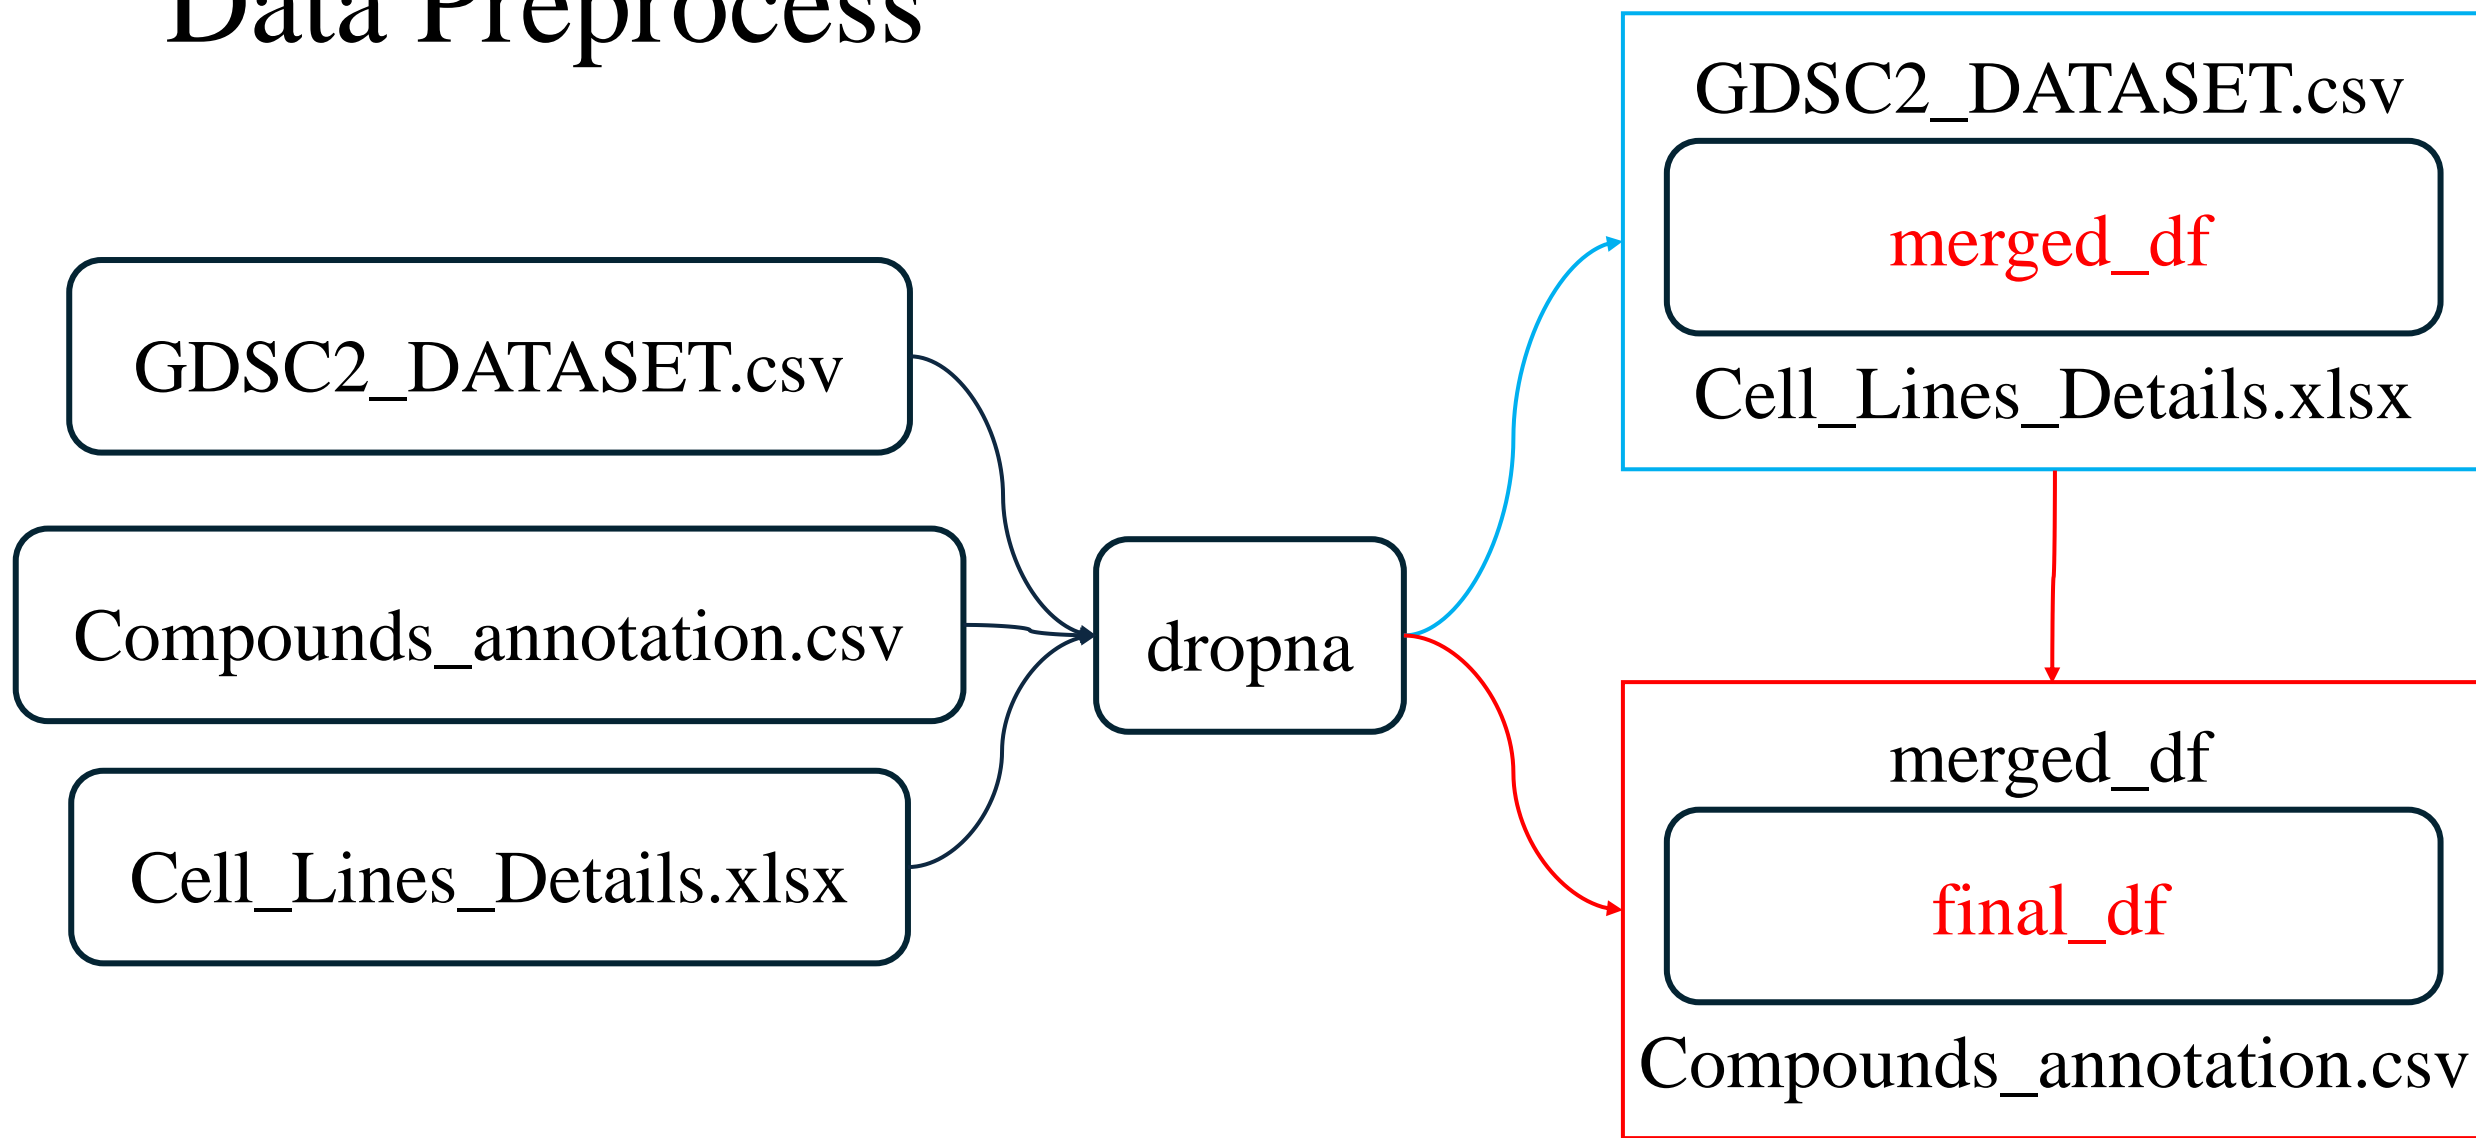 Data Preprocess
GDSC2_DATASET.csv
Compounds_annotation.csv
Cell_Lines_Details.xlsx
dropna
GDSC2_DATASET.csv
merged_df
Cell_Lines_Details.xlsx
merged_df
final_df
Compounds_annotation.csv